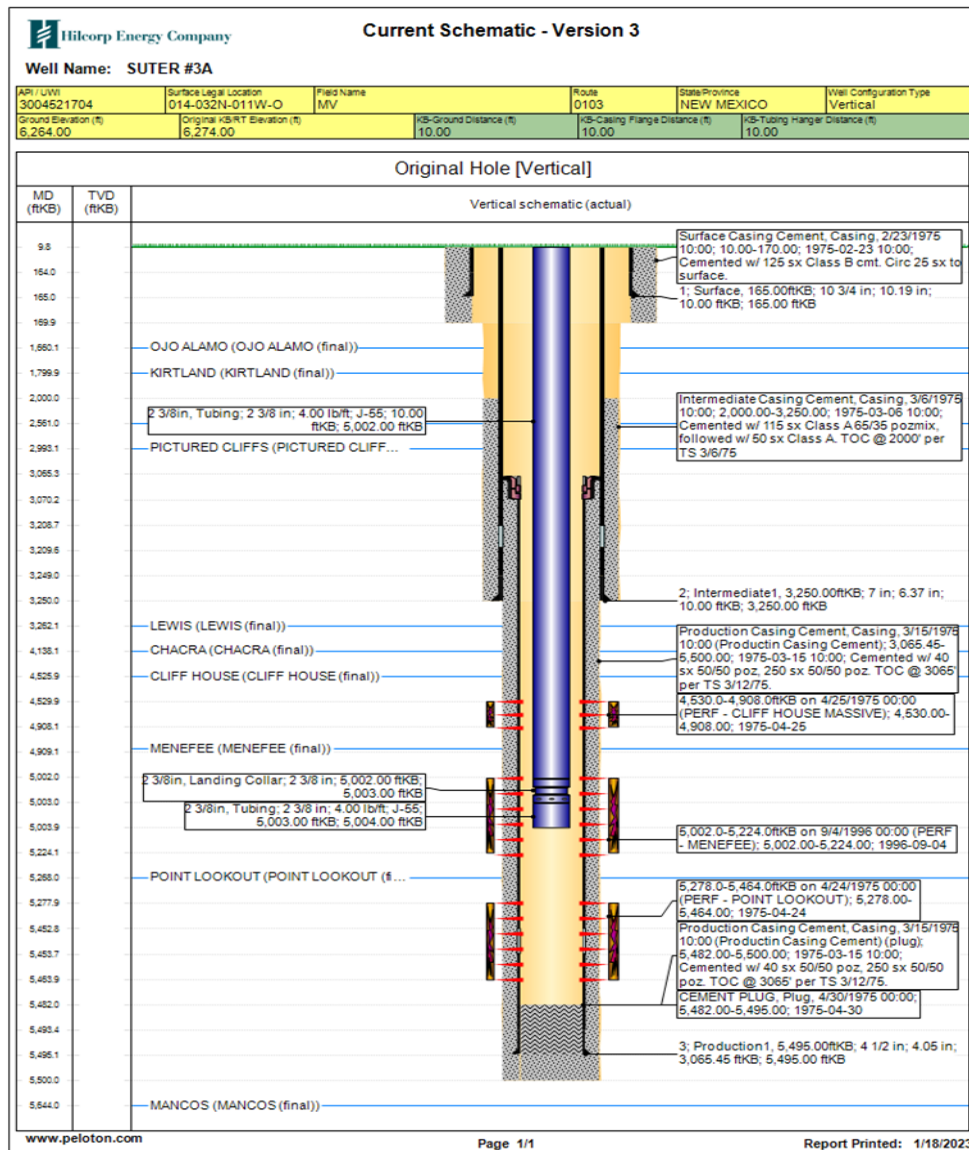 Hilcorp Energy Company
Current Schematic - Version 3
Well Name: SUTER #3A
API / UWI
3004521704
Surface Legal Location
014-032N-011W-O
Field Name
MV
Route
0103
State/Province
NEW MEXICO
Well Configuration Type
Vertical
Ground Elevation (ft)
6,264.00
Original KB/RT Elevation (ft)
6,274.00
KB-Ground Distance (ft)
10.00
KB-Casing Flange Distance (ft)
10.00
KB-Tubing Hanger Distance (ft)
10.00
Original Hole [Vertical]
MD
(ftKB)
TVD
(ftKB)
Vertical schematic (actual)
9.8
164.0
165.0
169.9
1,660.1
1,799.9
2,000.0
2,561.0
2,993.1
3,065.3
3,070.2
3,208.7
3,209.6
3,249.0
3,250.0
3,262.1
4,138.1
4,525.9
4,529.9
4,908.1
4,909.1
5,002.0
5,003.0
5,003.9
5,224.1
5,268.0
5,277.9
5,452.8
5,453.7
5,463.9
5,482.0
5,493.4
5,495.1
5,500.0
5,644.0
OJO ALAMO (OJO ALAMO (final))
KIRTLAND (KIRTLAND (final))
2 3/8in, Tubing; 2 3/8 in; 4.00 lb/ft; J-55; 10.00
ftKB; 5,002.00 ftKB
PICTURED CLIFFS (PICTURED CLIFF...
LEWIS (LEWIS (final))
CHACRA (CHACRA (final))
CLIFF HOUSE (CLIFF HOUSE (final))
MENEFEE (MENEFEE (final))
2 3/8in, Landing Collar; 2 3/8 in; 5,002.00 ftKB;
5,003.00 ftKB
2 3/8in, Tubing; 2 3/8 in; 4.00 lb/ft; J-55;
5,003.00 ftKB; 5,004.00 ftKB
POINT LOOKOUT (POINT LOOKOUT (fi...
MANCOS (MANCOS (final))
Surface Casing Cement, Casing, 2/23/1975
10:00; 10.00-170.00; 1975-02-23 10:00;
Cemented w/ 125 sx Class B cmt. Circ 25 sx to
surface.
1; Surface, 165.00ftKB; 10 3/4 in; 10.19 in;
10.00 ftKB; 165.00 ftKB
Intermediate Casing Cement, Casing, 3/6/1975
10:00; 2,000.00-3,250.00; 1975-03-06 10:00;
Cemented w/ 115 sx Class A 65/35 pozmix,
followed w/ 50 sx Class A. TOC @ 2000' per
TS 3/6/75
2; Intermediate1, 3,250.00ftKB; 7 in; 6.37 in;
10.00 ftKB; 3,250.00 ftKB
Production Casing Cement, Casing, 3/15/1975
10:00 (Productin Casing Cement); 3,065.45-
5,500.00; 1975-03-15 10:00; Cemented w/ 40
sx 50/50 poz, 250 sx 50/50 poz. TOC @ 3065'
per TS 3/12/75.
4,530.0-4,908.0ftKB on 4/25/1975 00:00
(PERF - CLIFF HOUSE MASSIVE); 4,530.00-
4,908.00; 1975-04-25
5,002.0-5,224.0ftKB on 9/4/1996 00:00 (PERF
- MENEFEE); 5,002.00-5,224.00; 1996-09-04
5,278.0-5,464.0ftKB on 4/24/1975 00:00
(PERF - POINT LOOKOUT); 5,278.00-
5,464.00; 1975-04-24
Production Casing Cement, Casing, 3/15/1975
10:00 (Productin Casing Cement) (plug);
5,482.00-5,500.00; 1975-03-15 10:00;
Cemented w/ 40 sx 50/50 poz, 250 sx 50/50
poz. TOC @ 3065' per TS 3/12/75.
CEMENT PLUG, Plug, 4/30/1975 00:00;
5,482.00-5,495.00; 1975-04-30
3; Production1, 5,495.00ftKB; 4 1/2 in; 4.05 in;
3,065.45 ftKB; 5,495.00 ftKB
www.peloton.com
Page 1/1
Report Printed: 1/18/2023